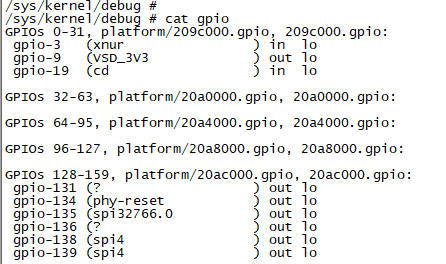 /sys/kernel/debug #
/sys/kernel/debug # cat gpio
GPIOs 0-31, platform/209c000.gpio, 209c000.gpio:
 gpio-3   (xnur                ) in  lo
 gpio-9   (VSD_3V3             ) out lo
 gpio-19  (cd                  ) in  lo

GPIOs 32-63, platform/20a0000.gpio, 20a0000.gpio:

GPIOs 64-95, platform/20a4000.gpio, 20a4000.gpio:

GPIOs 96-127, platform/20a8000.gpio, 20a8000.gpio:

GPIOs 128-159, platform/20ac000.gpio, 20ac000.gpio:
 gpio-131 (?                   ) out lo
 gpio-134 (phy-reset           ) out lo
 gpio-135 (spi32766.0          ) out lo
 gpio-136 (?                   ) out lo
 gpio-138 (spi4                ) out lo
 gpio-139 (spi4                ) out lo